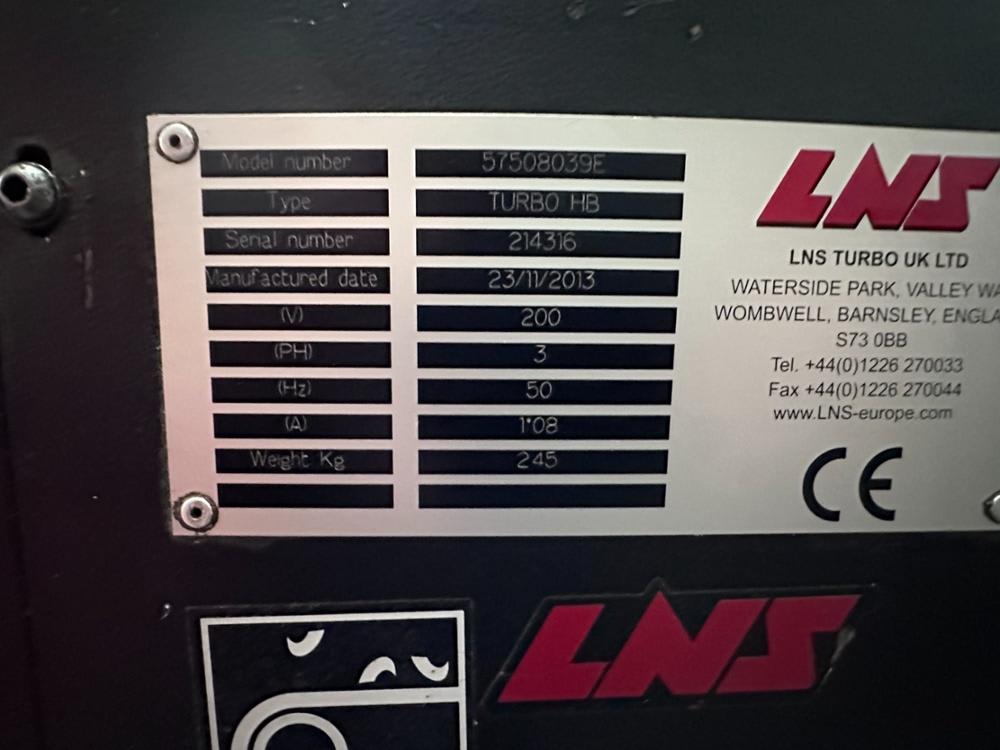 Model number 57508039E
Type TURBO HB
Serial number 214316
Manufactured date 23/11/2013
(V) 200
(PH) 3
(Hz) 50
(A) 1•08
Weight Kg 245
LNS
LNS TURBO UK LTD
WATERSIDE PARK, VALLEY WA
WOMBWELL, BARNSLEY, ENGLA
S73 0BB
Tel. +44(0)1226 270033
Fax +44(0)1226 270044
www.LNS-europe.com
CE
LNS